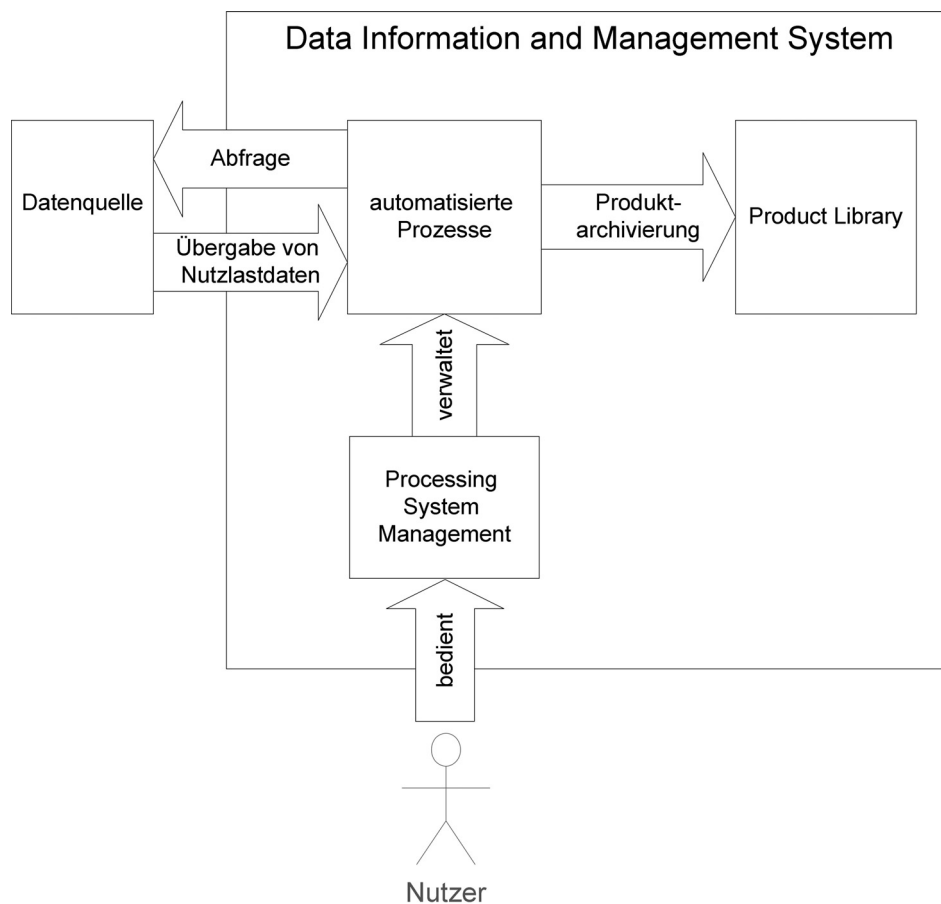 Data Information and Management System
Abfrage
Datenquelle
automatisierte
Prozesse
Produkt-
archivierung
Product Library
Übergabe von
Nutzlastdaten
verwaltet
Processing
System
Management
bedient
Nutzer